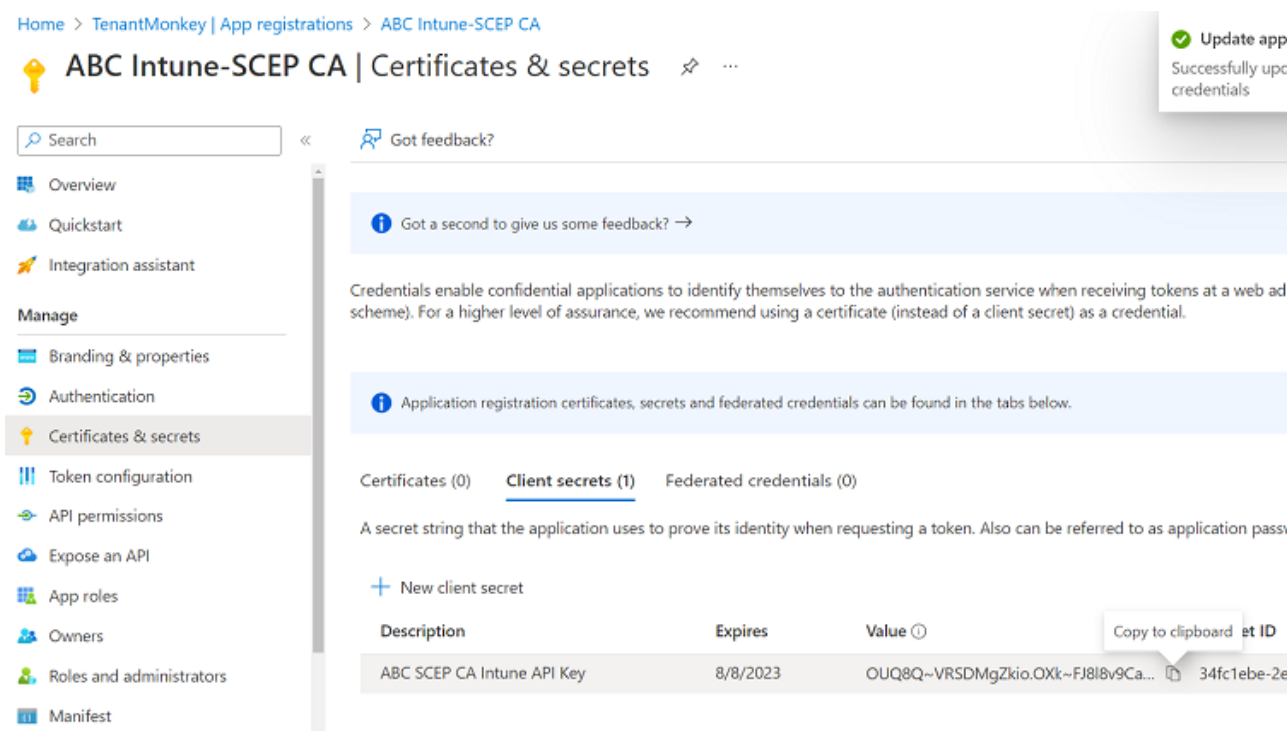 Home > TenantMonkey | App registrations > ABC Intune-SCEP CA
ABC Intune-SCEP CA | Certificates & secrets
Update app
Successfully upd
credentials
Search
Got feedback?
Overview
Quickstart
Integration assistant
Manage
Branding & properties
Authentication
Certificates & secrets
Token configuration
API permissions
Expose an API
App roles
Owners
Roles and administrators
Manifest
Got a second to give us some feedback?
Credentials enable confidential applications to identify themselves to the authentication service when receiving tokens at a web ad
scheme). For a higher level of assurance, we recommend using a certificate (instead of a client secret) as a credential.
Application registration certificates, secrets and federated credentials can be found in the tabs below.
Certificates (0) Client secrets (1) Federated credentials (0)
A secret string that the application uses to prove its identity when requesting a token. Also can be referred to as application passw
New client secret
Description Expires Value Copy to clipboard et ID
ABC SCEP CA Intune API Key 8/8/2023 OUQ8Q~VRSDMgZkio.OXk~FJ8l8v9Ca... 34fc1ebe-2e